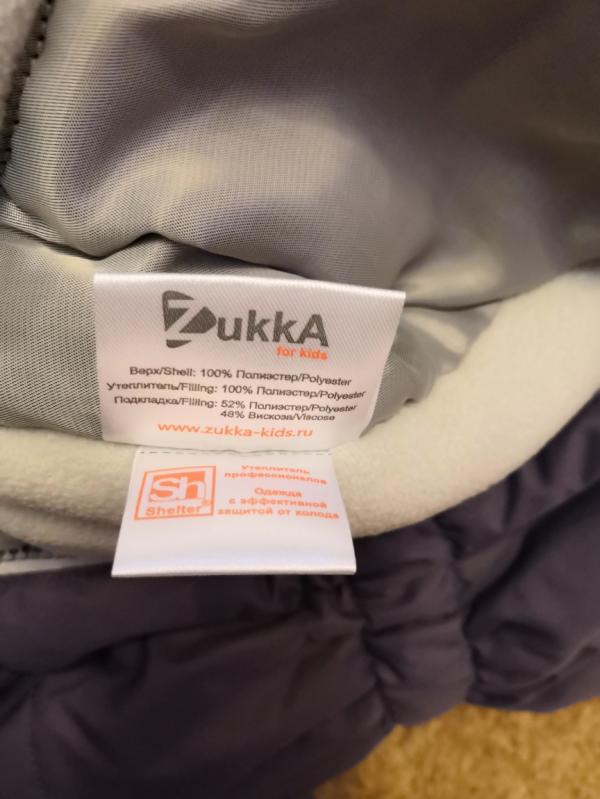 ZukkA
for kids
Верх/Shell: 100% Полиэстер/Polyester
Утеплитель/Filling: 100% Полиэстер/Polyester
Подкладка/Filling: 52% Полиэстер/Polyester
48% Вискоза/Viscose
www.zukka-kids.ru
Sh
Shelter®
Утеплитель
профессионалов
Одежда
с эффективной
защитой от холода